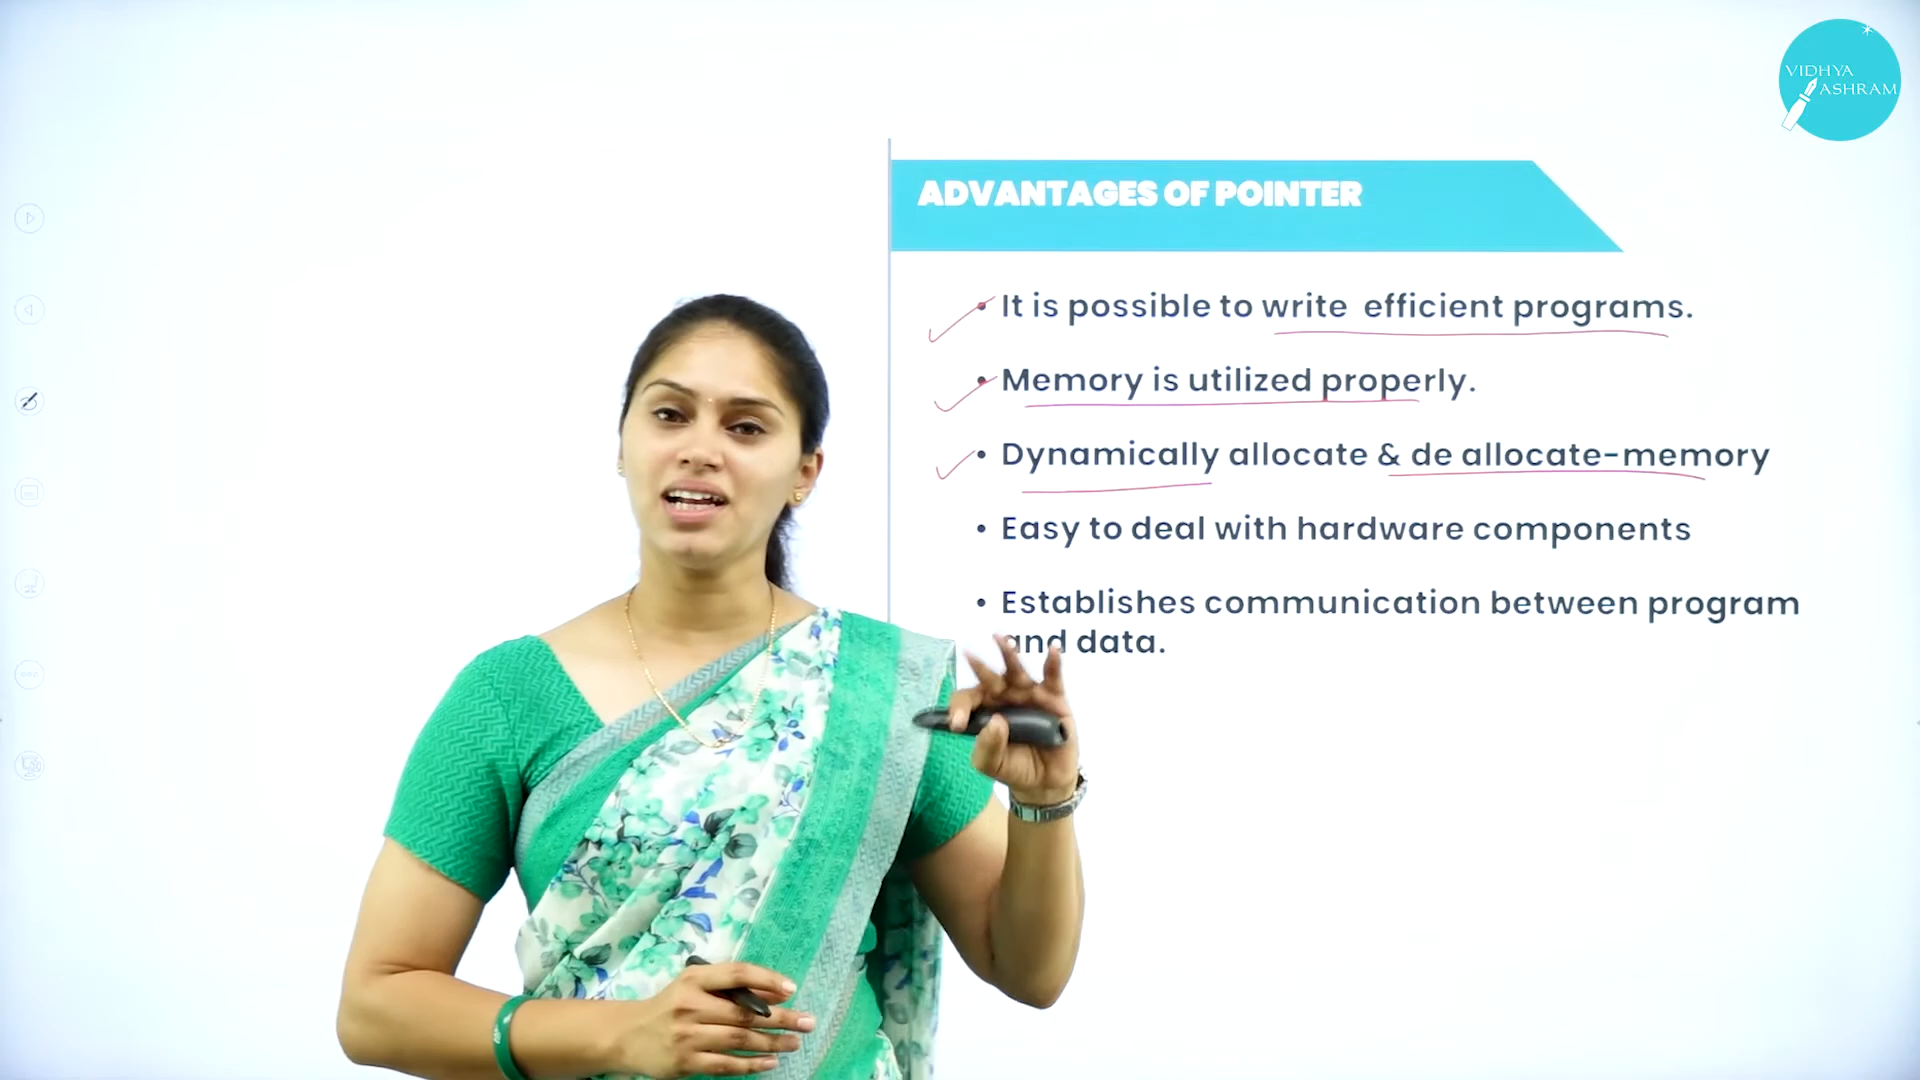 VIDHYA
ASHRAM
ADVANTAGES OF POINTER
• It is possible to write efficient programs.
• Memory is utilized properly.
• Dynamically allocate & de allocate-memory
• Easy to deal with hardware components
• Establishes communication between program
and data.